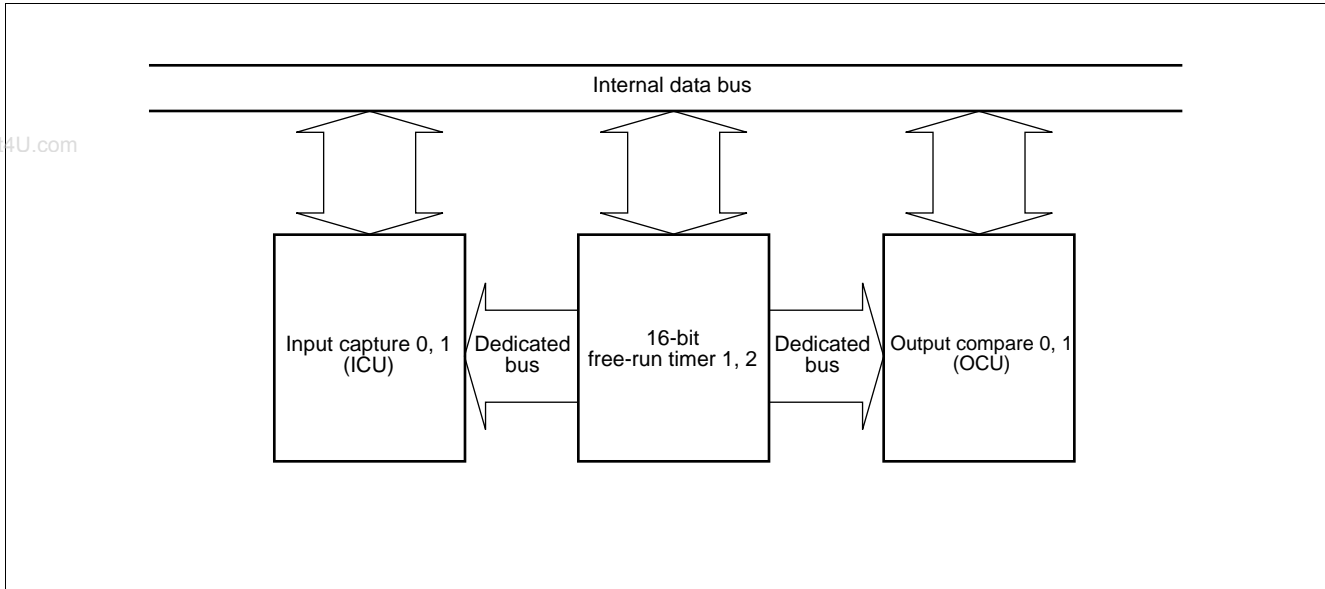 Internal data bus
t4U.com
Input capture 0, 1
(ICU)
Dedicated
bus
16-bit
free-run timer 1, 2
Dedicated
bus
Output compare 0, 1
(OCU)